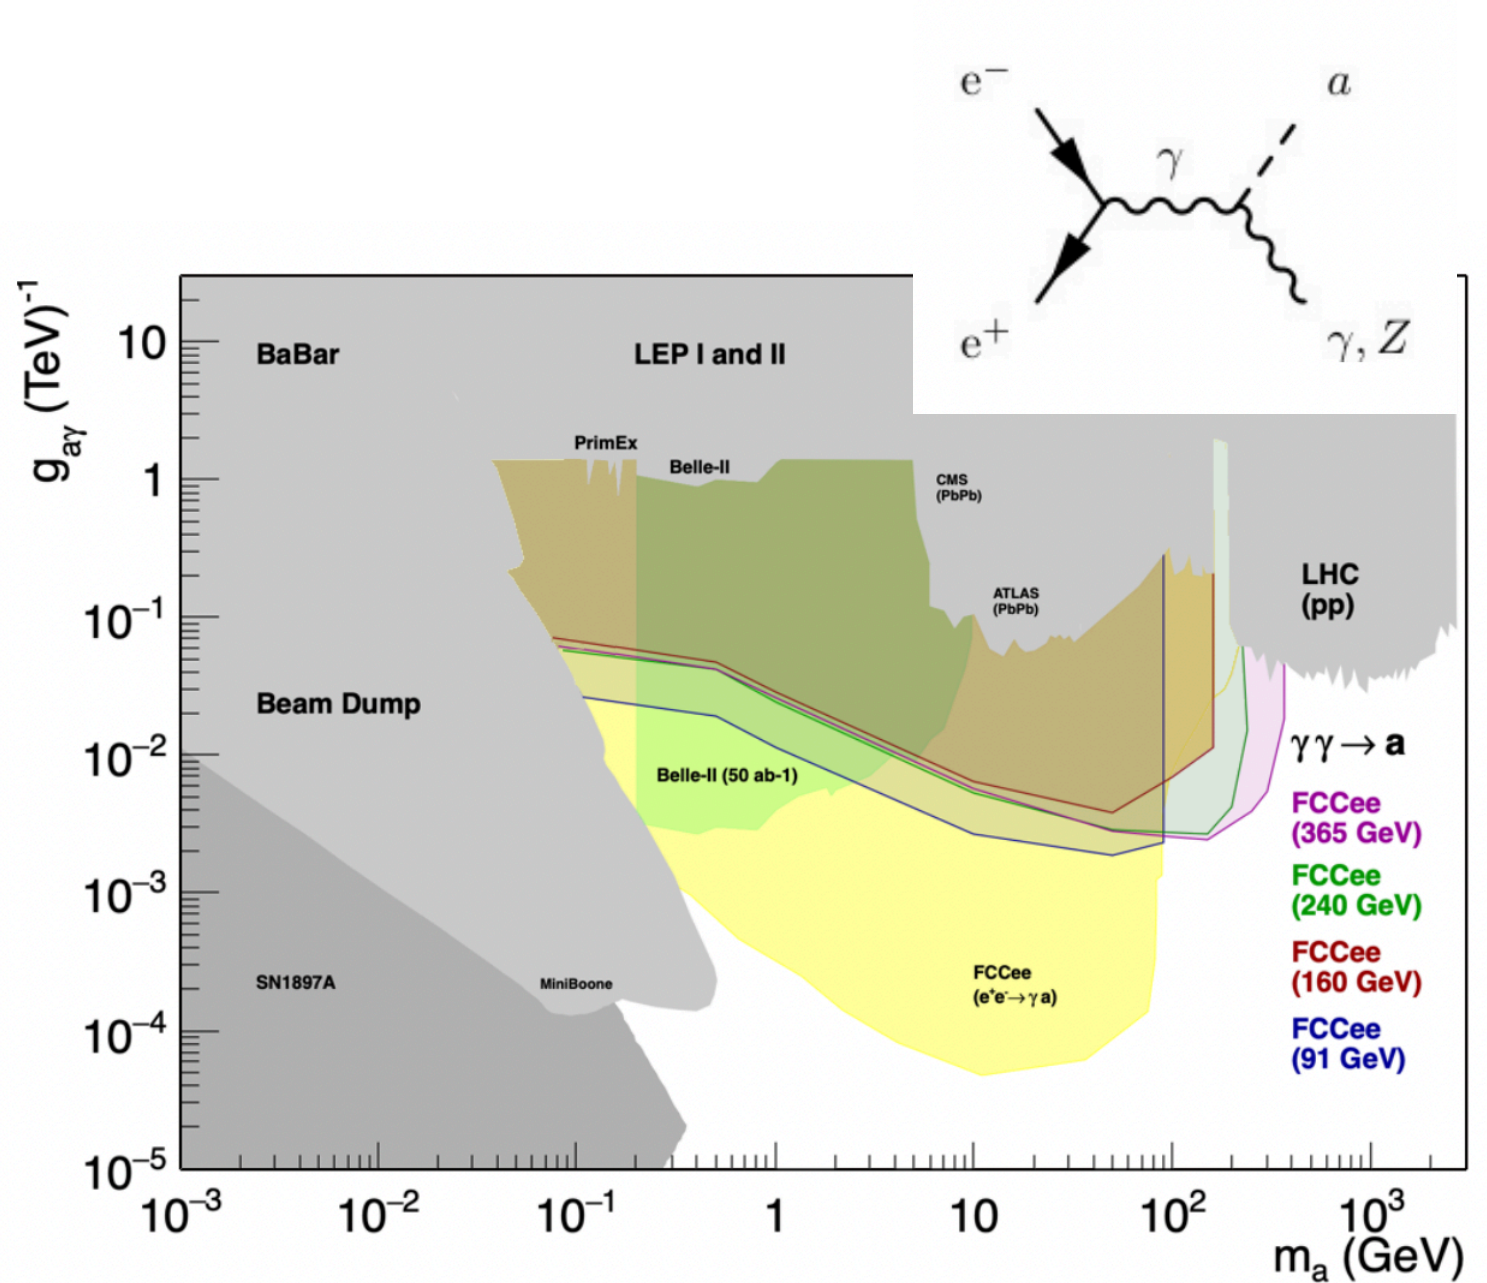 e⁻
a
γ
e⁺
γ, Z
g_aγ (TeV)⁻¹
10
1
10⁻¹
10⁻²
10⁻³
10⁻⁴
10⁻⁵
BaBar
LEP I and II
PrimEx
Belle-II
CMS
(PbPb)
ATLAS
(PbPb)
LHC
(pp)
Beam Dump
Belle-II (50 ab-1)
γγ → a
FCCee
(365 GeV)
FCCee
(240 GeV)
FCCee
(160 GeV)
FCCee
(91 GeV)
SN1897A
MiniBoone
FCCee
(e⁺e⁻→ γ a)
10⁻³
10⁻²
10⁻¹
1
10
10²
10³
mₐ (GeV)